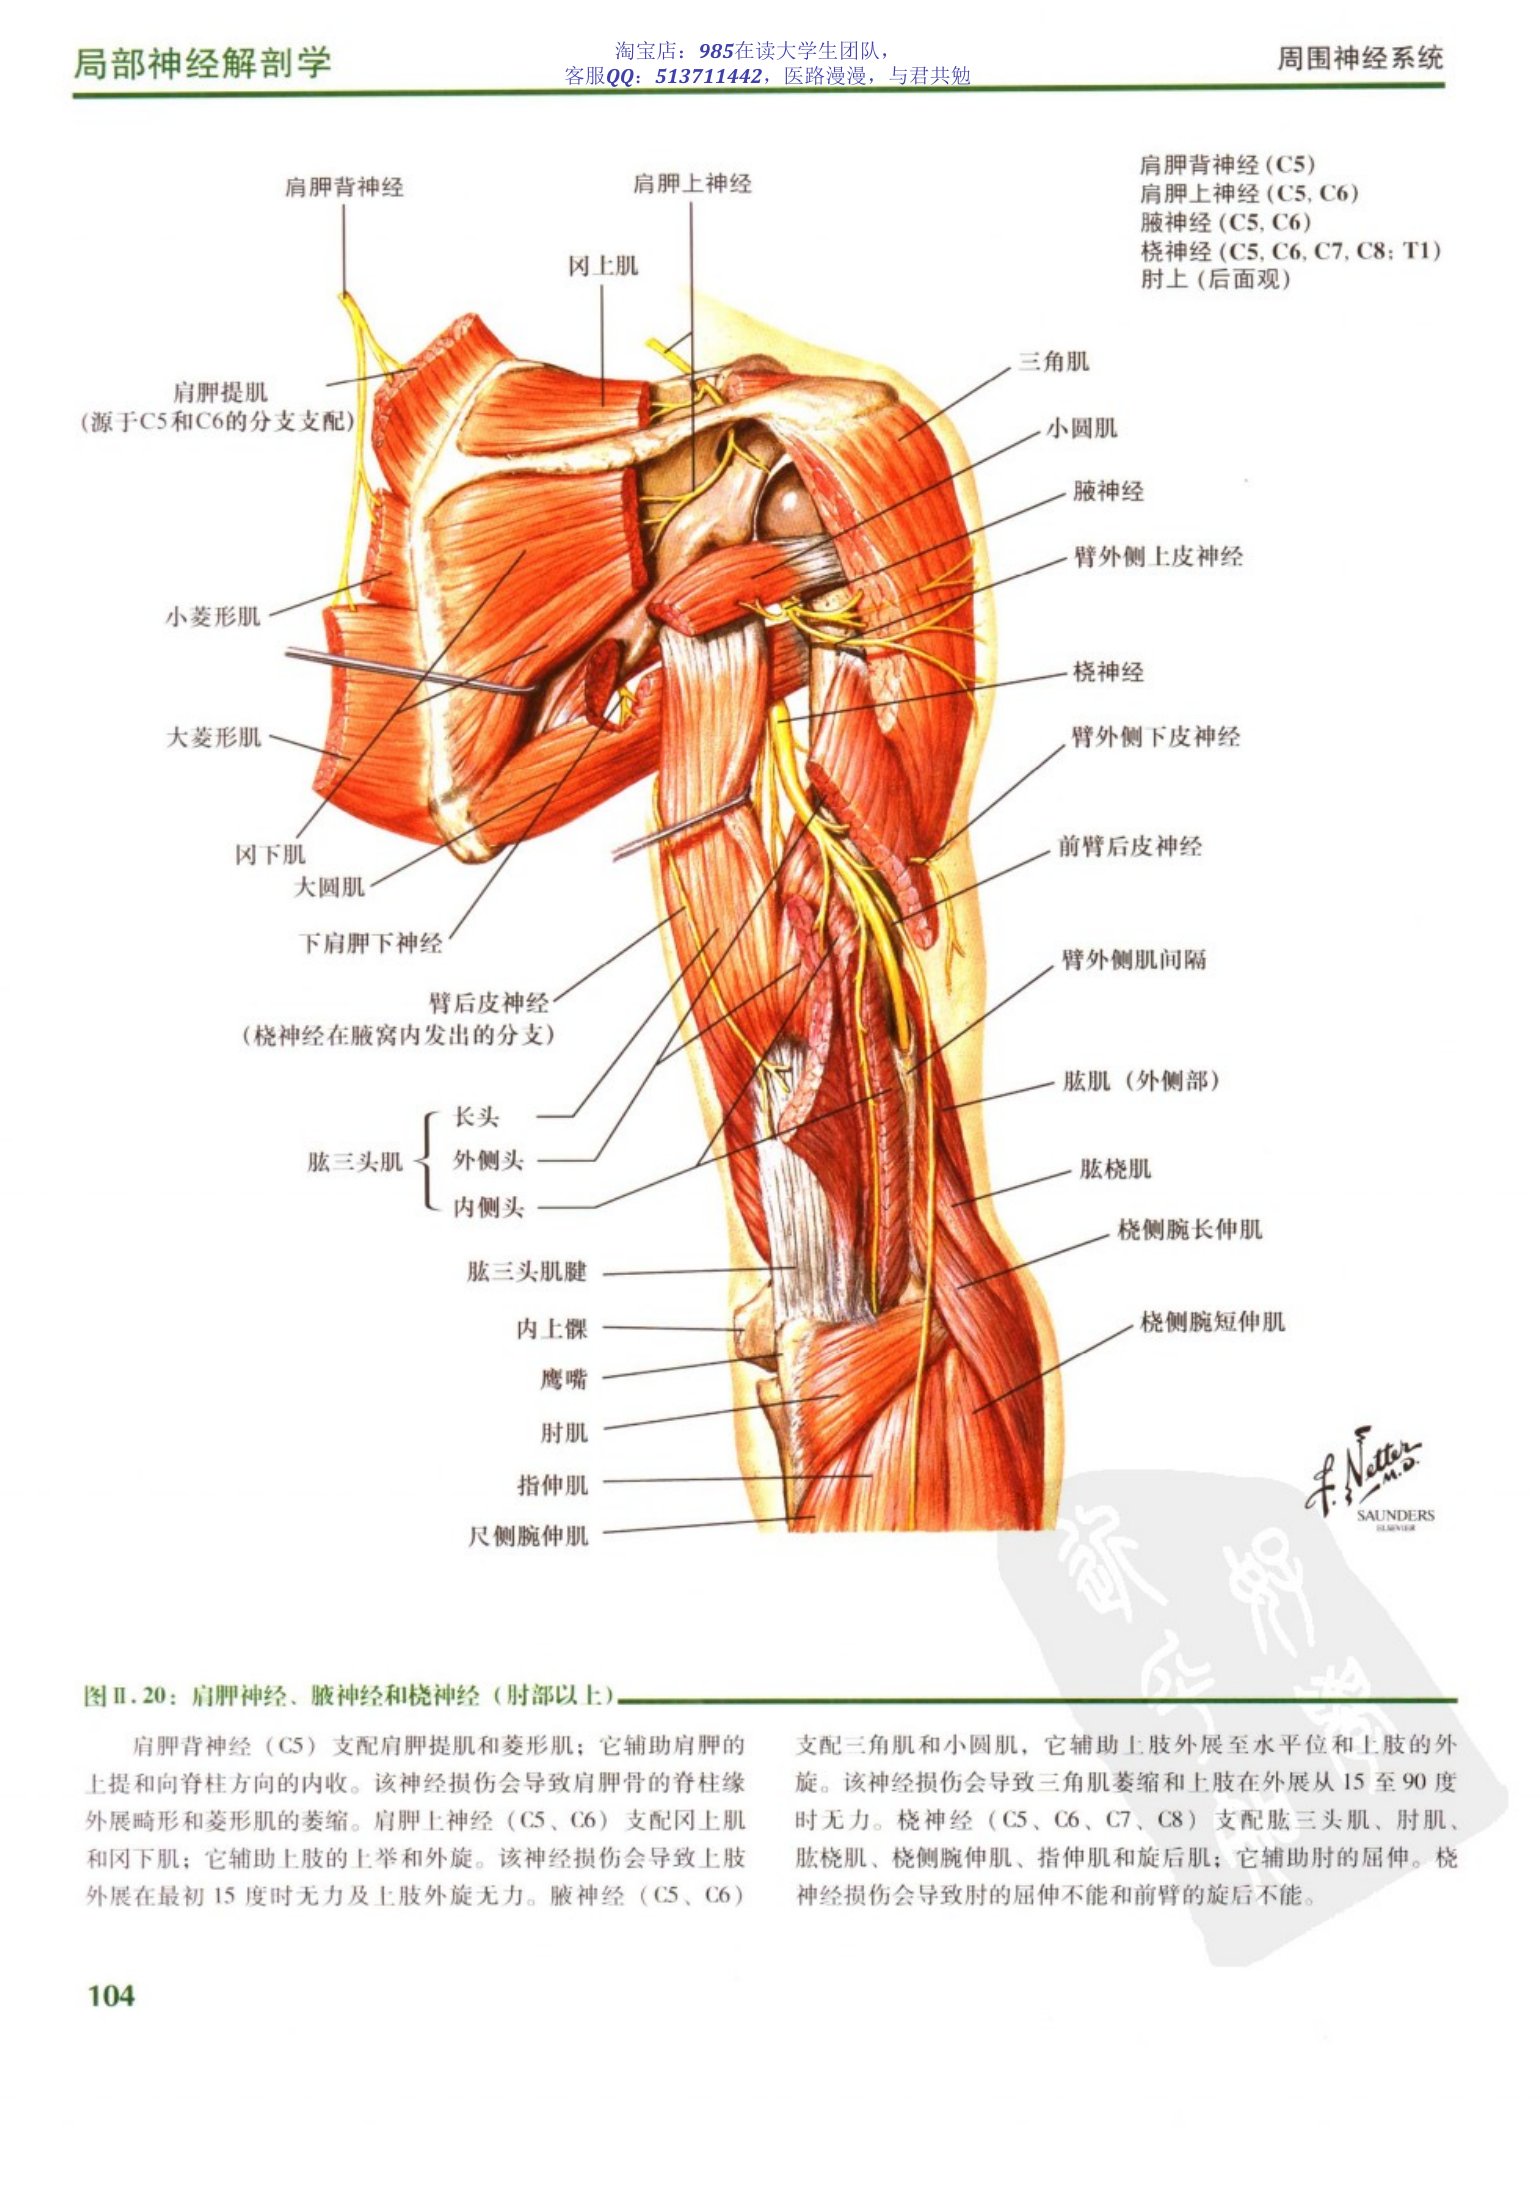 局部神经解剖学
淘宝店：985在读大学生团队，
客服QQ：513711442，医路漫漫，与君共勉
周围神经系统
肩胛背神经 (C5)
肩胛上神经 (C5, C6)
腋神经 (C5, C6)
桡神经 (C5, C6, C7, C8; T1)
肘上 (后面观)
肩胛背神经
肩胛上神经
冈上肌
三角肌
肩胛提肌
(源于C5和C6的分支支配)
小圆肌
腋神经
臂外侧上皮神经
小菱形肌
桡神经
大菱形肌
臂外侧下皮神经
冈下肌
前臂后皮神经
大圆肌
下肩胛下神经
臂外侧肌间隔
臂后皮神经
(桡神经在腋窝内发出的分支)
肱肌（外侧部）
长头
肱三头肌
外侧头
肱桡肌
内侧头
桡侧腕长伸肌
肱三头肌腱
内上髁
桡侧腕短伸肌
鹰嘴
肘肌
指伸肌
尺侧腕伸肌
F. Netter
M.D.
SAUNDERS
ELSEVIER
图 II.20：肩胛神经、腋神经和桡神经（肘部以上）
肩胛背神经（C5）支配肩胛提肌和菱形肌；它辅助肩胛的
上提和向脊柱方向的内收。该神经损伤会导致肩胛骨的脊柱缘
外展畸形和菱形肌的萎缩。肩胛上神经（C5、C6）支配冈上肌
和冈下肌；它辅助上肢的上举和外旋。该神经损伤会导致上肢
外展在最初 15 度时无力及上肢外旋无力。腋神经（C5、C6）
支配三角肌和小圆肌，它辅助上肢外展至水平位和上肢的外
旋。该神经损伤会导致三角肌萎缩和上肢在外展从 15 至 90 度
时无力。桡神经（C5、C6、C7、C8）支配肱三头肌、肘肌、
肱桡肌、桡侧腕伸肌、指伸肌和旋后肌；它辅助肘的屈伸。桡
神经损伤会导致肘的屈伸不能和前臂的旋后不能。
104